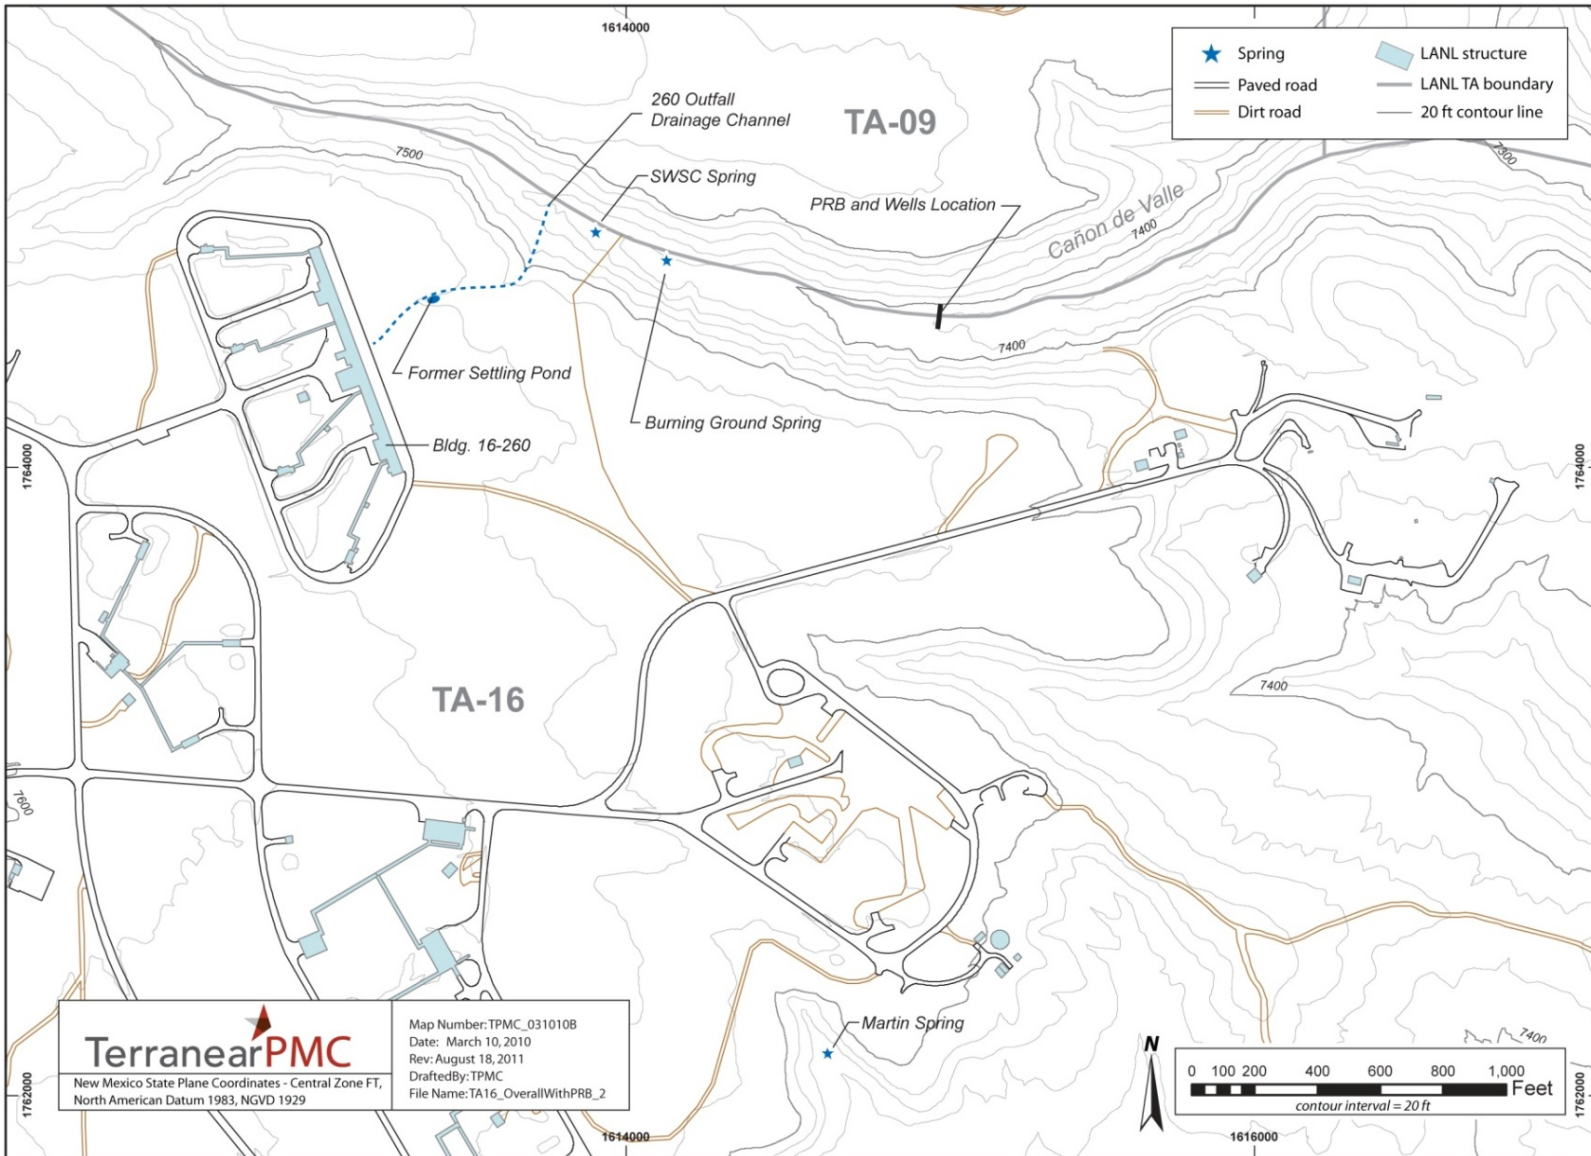 1614000
Spring
LANL structure
Paved road
LANL TA boundary
Dirt road
20 ft contour line
260 Outfall
Drainage Channel
TA-09
7500
7300
SWSC Spring
PRB and Wells Location
Cañon de Valle
7400
7400
Former Settling Pond
Burning Ground Spring
Bldg. 16-260
1764000
1764000
7400
TA-16
7600
Martin Spring
7400
TerranearPMC
New Mexico State Plane Coordinates - Central Zone FT,
North American Datum 1983, NGVD 1929
Map Number:TPMC_031010B
Date: March 10, 2010
Rev: August 18, 2011
DraftedBy: TPMC
File Name:TA16_OverallWithPRB_2
N
0 100 200 400 600 800 1,000
Feet
contour interval = 20 ft
1762000
1762000
1614000
1616000